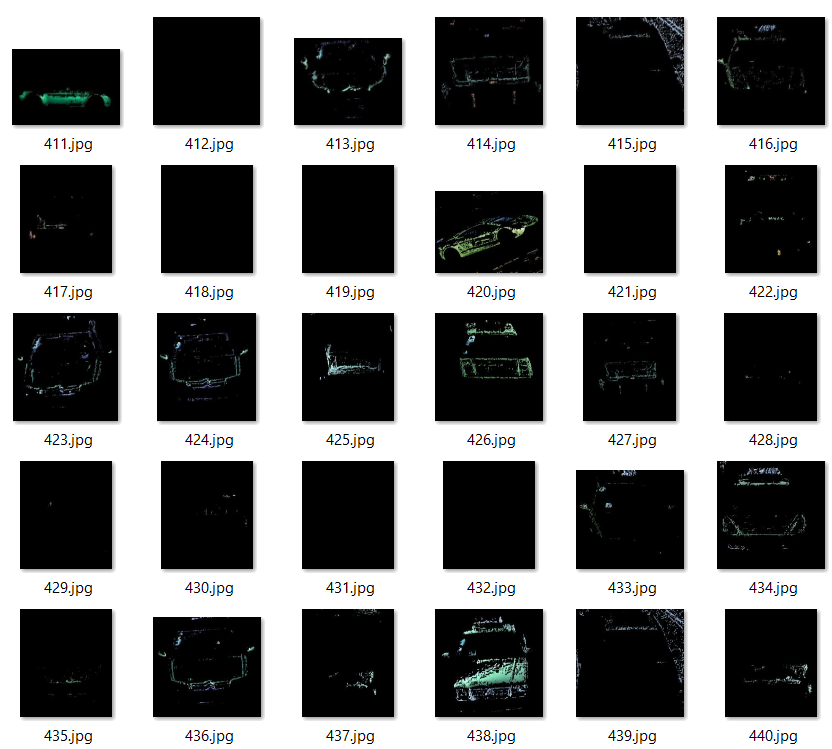 411.jpg 412.jpg 413.jpg 414.jpg 415.jpg 416.jpg
417.jpg 418.jpg 419.jpg 420.jpg 421.jpg 422.jpg
423.jpg 424.jpg 425.jpg 426.jpg 427.jpg 428.jpg
429.jpg 430.jpg 431.jpg 432.jpg 433.jpg 434.jpg
435.jpg 436.jpg 437.jpg 438.jpg 439.jpg 440.jpg